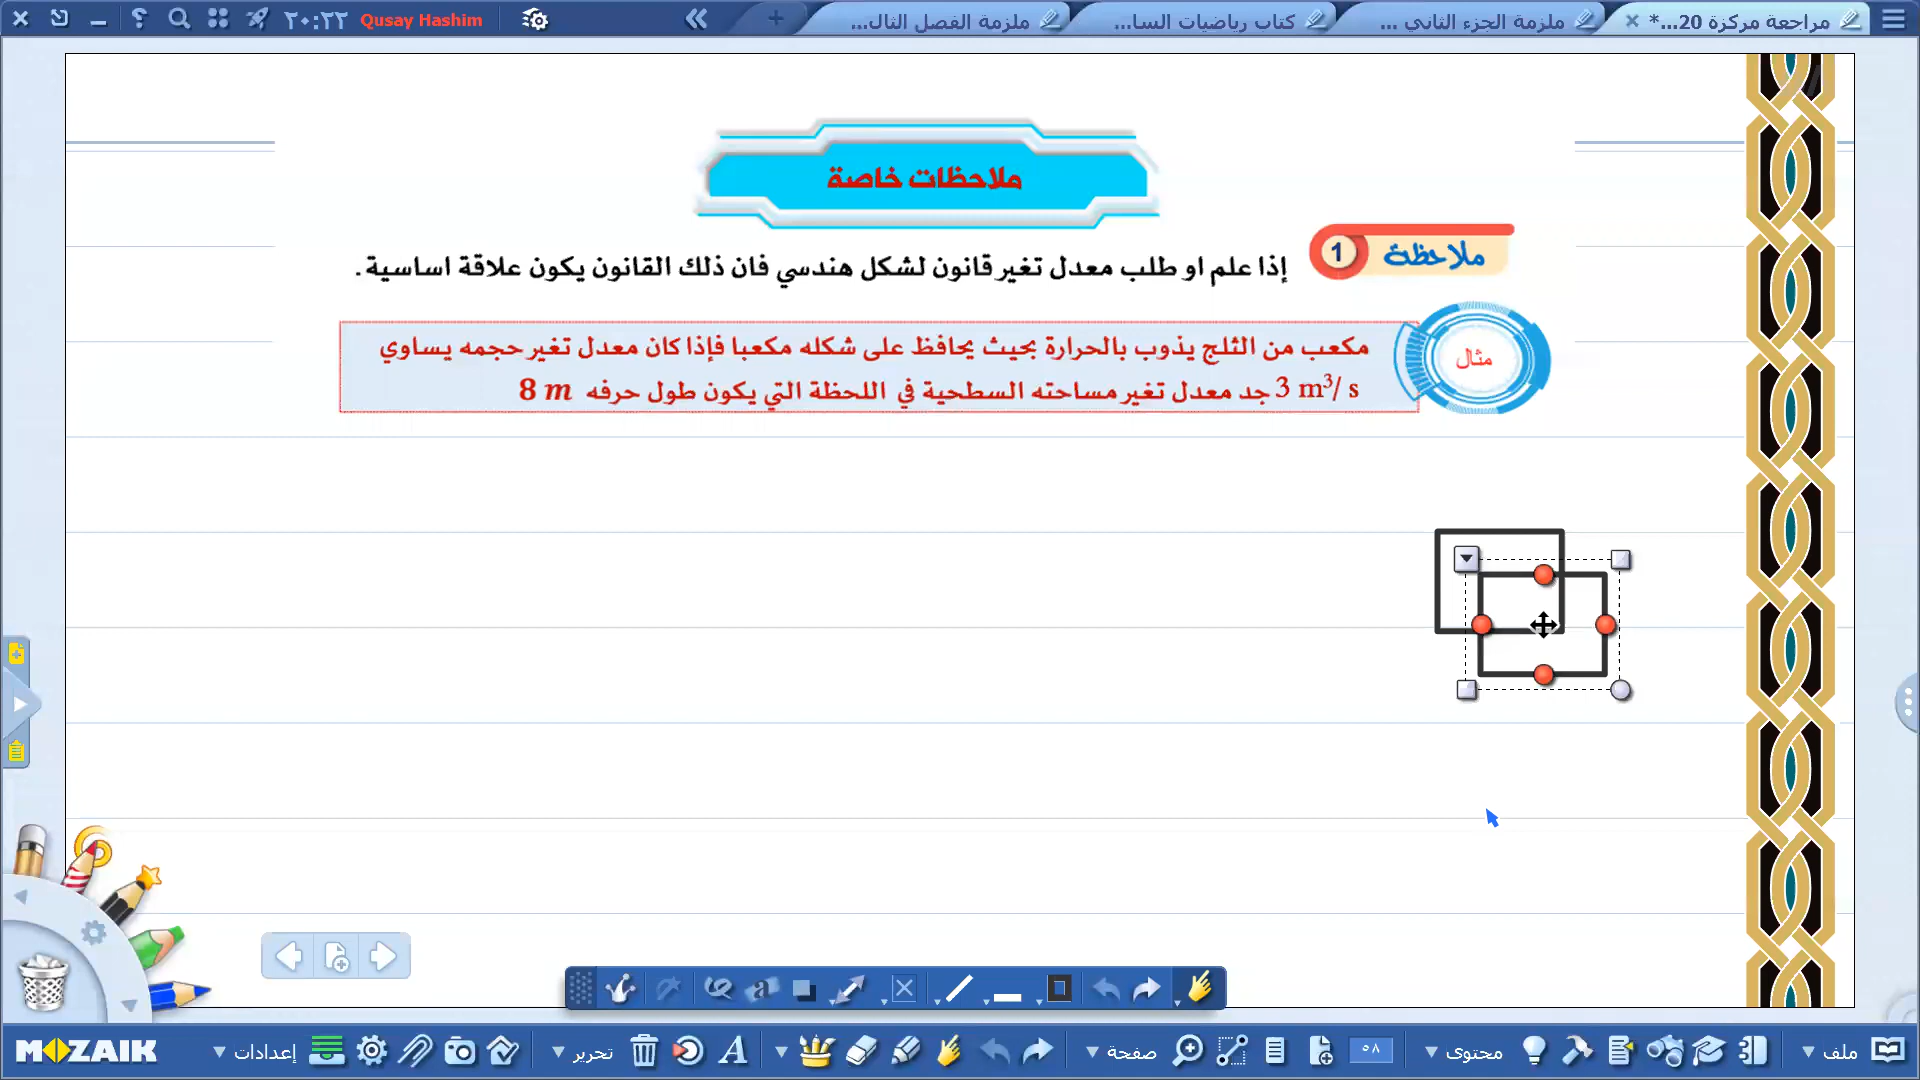 ٢٠:٢٢ Qusay Hashim
ملزمة الفصل الثال...
كتاب رياضيات السا...
ملزمة الجزء الثاني ...
مراجعة مركزة 20...*
ملاحظات خاصة
ملاحظة 1
إذا علم او طلب معدل تغير قانون لشكل هندسي فان ذلك القانون يكون علاقة اساسية .
مثال
مكعب من الثلج يذوب بالحرارة بحيث يحافظ على شكله مكعبا فإذا كان معدل تغير حجمه يساوي
3 m³/ s جد معدل تغير مساحته السطحية في اللحظة التي يكون طول حرفه 8 m
MOZAIK
إعدادات
تحرير
صفحة
٥٨
محتوى
ملف